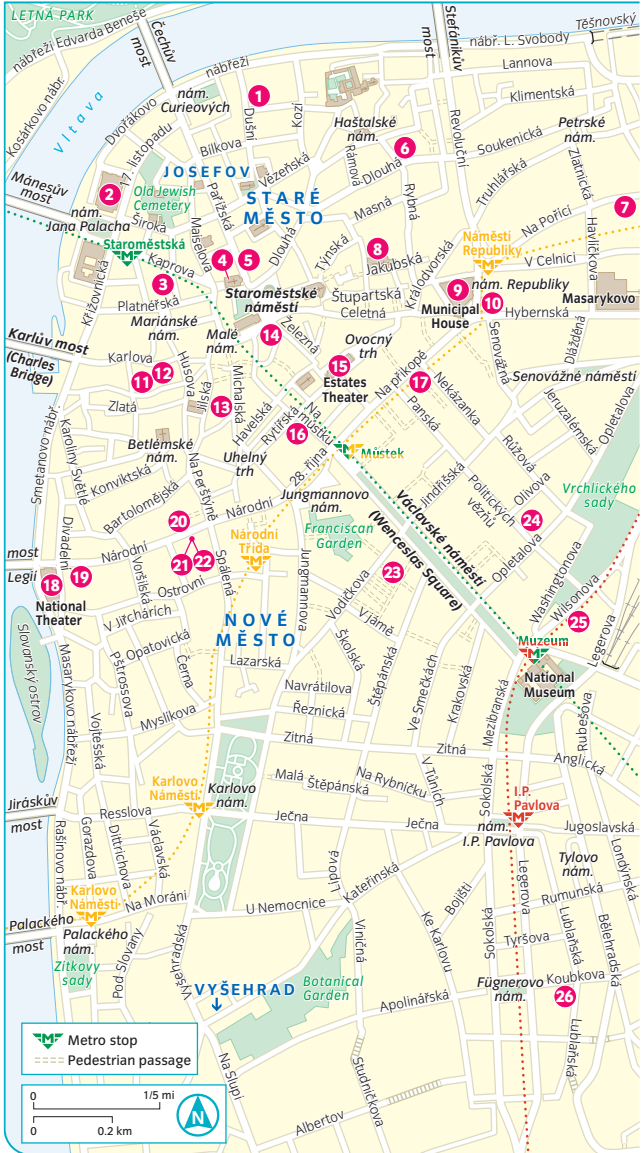 LETNÁ PARK
nábřeží Edvarda Beneše
Čechův
most
Štefánikův
most
Těšnovský
nábř. L. Svobody
Kosárkovo nábr.
Vltava
Dvořákovo
nábřeží
nám.
Curieových
1
Dušní
Kozí
Lannova
Klimentská
Haštalské
nám.
Petrské
nám.
17. listopadu
Bílkova
Vězeňská
Rámová
6
Dlouhá
Revoluční
Soukenická
Truhlářská
Zlatnická
Mánesův
most
2
Old Jewish
Cemetery
JOSEFOV
Pařížská
STARÉ
MĚSTO
Masná
Rybná
Na Poříčí
7
Havlíčkova
nám.
Jana Palacha
Široká
Maiselova
4
5
Dlouhá
Týnská
8
Jakubská
Královdvorská
Náměstí
Republiky
V Celnici
Staroměstská
Kaprova
3
Staroměstské
náměstí
Štupartská
Celetná
9
nám. Republiky
10
Municipal
House
Masarykovo
Hybernská
Křižovnická
Platnéřská
Mariánské
nám.
Malé
nám.
14
Železná
Ovocný
trh
Senovážná
Dlážděná
Karlův most
(Charles
Bridge)
Karlova
11
12
Husova
Jilská
Michalská
13
15
Estates
Theater
Na příkopě
17
Nekázanka
Senovážné náměstí
Jeruzalémská
Opletalova
Zlatá
Havelská
Rytířská
16
Na
můstku
Panská
Smetanovo nábř.
Karoliny Světlé
Betlémské
nám.
Uhelný
trh
28. října
Můstek
Jindřišská
Růžová
Vrchlického
sady
Konviktská
Bartolomějská
Na Perštýně
Národní
Jungmannovo
nám.
Politických
vězňů
Olivova
24
20
21
22
Národní
Třída
Franciscan
Garden
Václavské náměstí
(Wenceslas Square)
Opletalova
Washingtonova
Wilsonova
most
Legií
Divadelní
Národní
18
19
National
Theater
Voršilská
Ostrovní
Spálená
Jungmannova
Vodičkova
23
25
Legerova
V Jirchárích
Opatovická
NOVÉ
MĚSTO
V jámě
Školská
Štěpánská
Ve Smečkách
Krakovská
Muzeum
National
Museum
Slovanský ostrov
Masarykovo nábřeží
Pštrossova
Černa
Lazarská
Navrátilova
Řeznická
Mezibranská
Rubešova
Vojtešská
Myslíkova
Žitná
Žitná
Anglická
Karlovo
Náměstí
Karlovo
nám.
Malá
Štěpánská
Na Rybníčku
V Tůních
Sokolská
I.P.
Pavlova
Jiráskův
most
Resslova
Ječna
Ječná
nám.
I.P. Pavlova
Jugoslavská
Rašínovo nábř.
Gorazdova
Dittrichova
Václavská
Lípová
Kateřinská
Legerova
Tylovo
nám.
Londýnská
Karlovo
Náměstí
Na Moráni
U Nemocnice
Bojišti
Rumunská
Palackého
most
Palackého
nám.
Viničná
Ke Karlovu
Sokolská
Lublaňská
Bělehradská
Tyršova
Zítkovy
sady
Pod Slovany
Vyšehradská
VYŠEHRAD
Botanical
Garden
Apolinářská
Fügnerovo
nám.
Koubkova
26
Lublaňska
Na Slupi
Studničkova
Albertov
M Metro stop
Pedestrian passage
0 1/5 mi
0 0.2 km
N